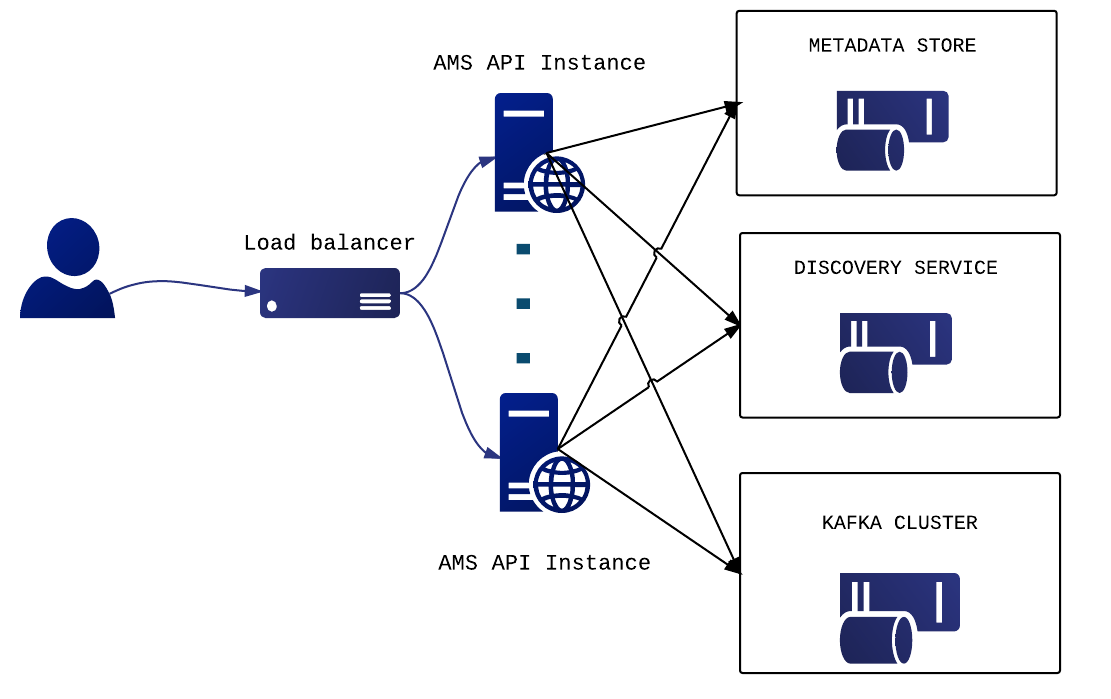 METADATA STORE
AMS API Instance
Load balancer
DISCOVERY SERVICE
KAFKA CLUSTER
AMS API Instance